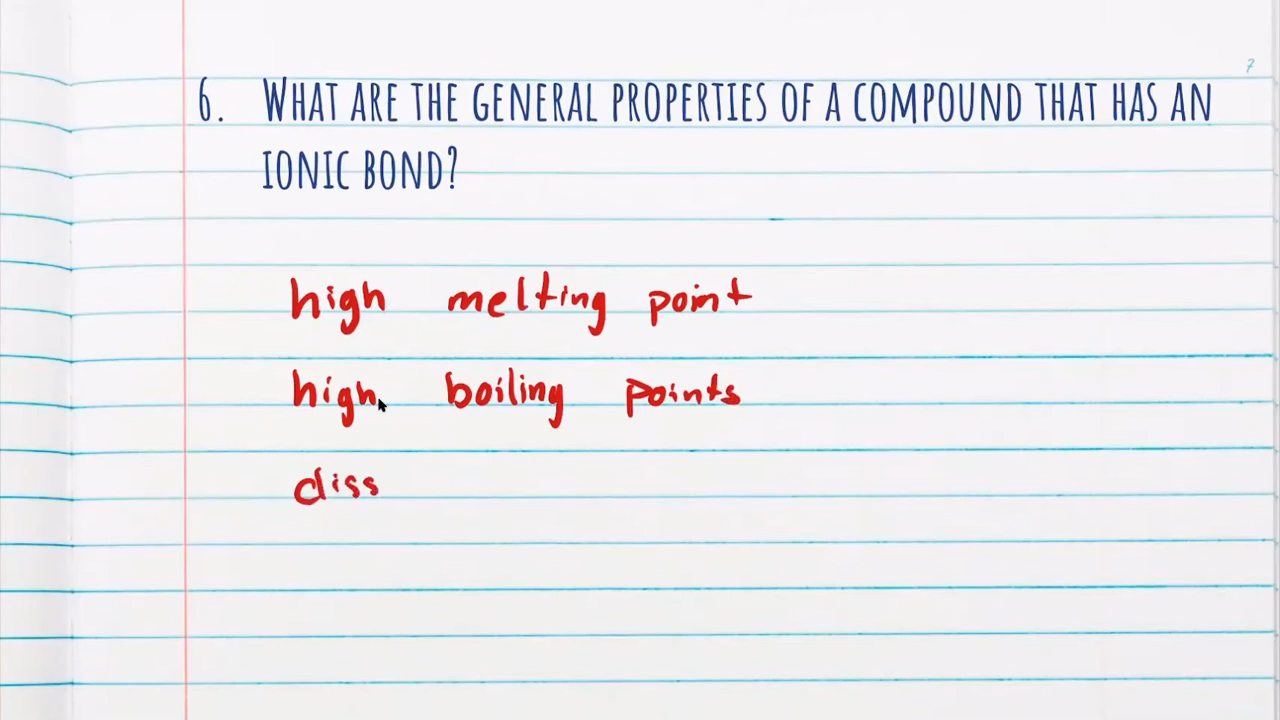 7
6. WHAT ARE THE GENERAL PROPERTIES OF A COMPOUND THAT HAS AN
IONIC BOND?
high melting point
high boiling points
diss